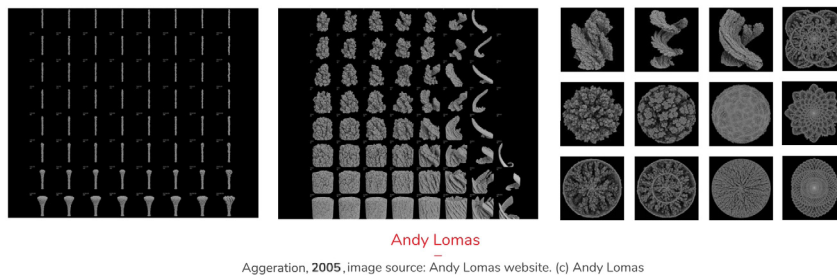 Andy Lomas
Aggeration, 2005, image source: Andy Lomas website. (c) Andy Lomas